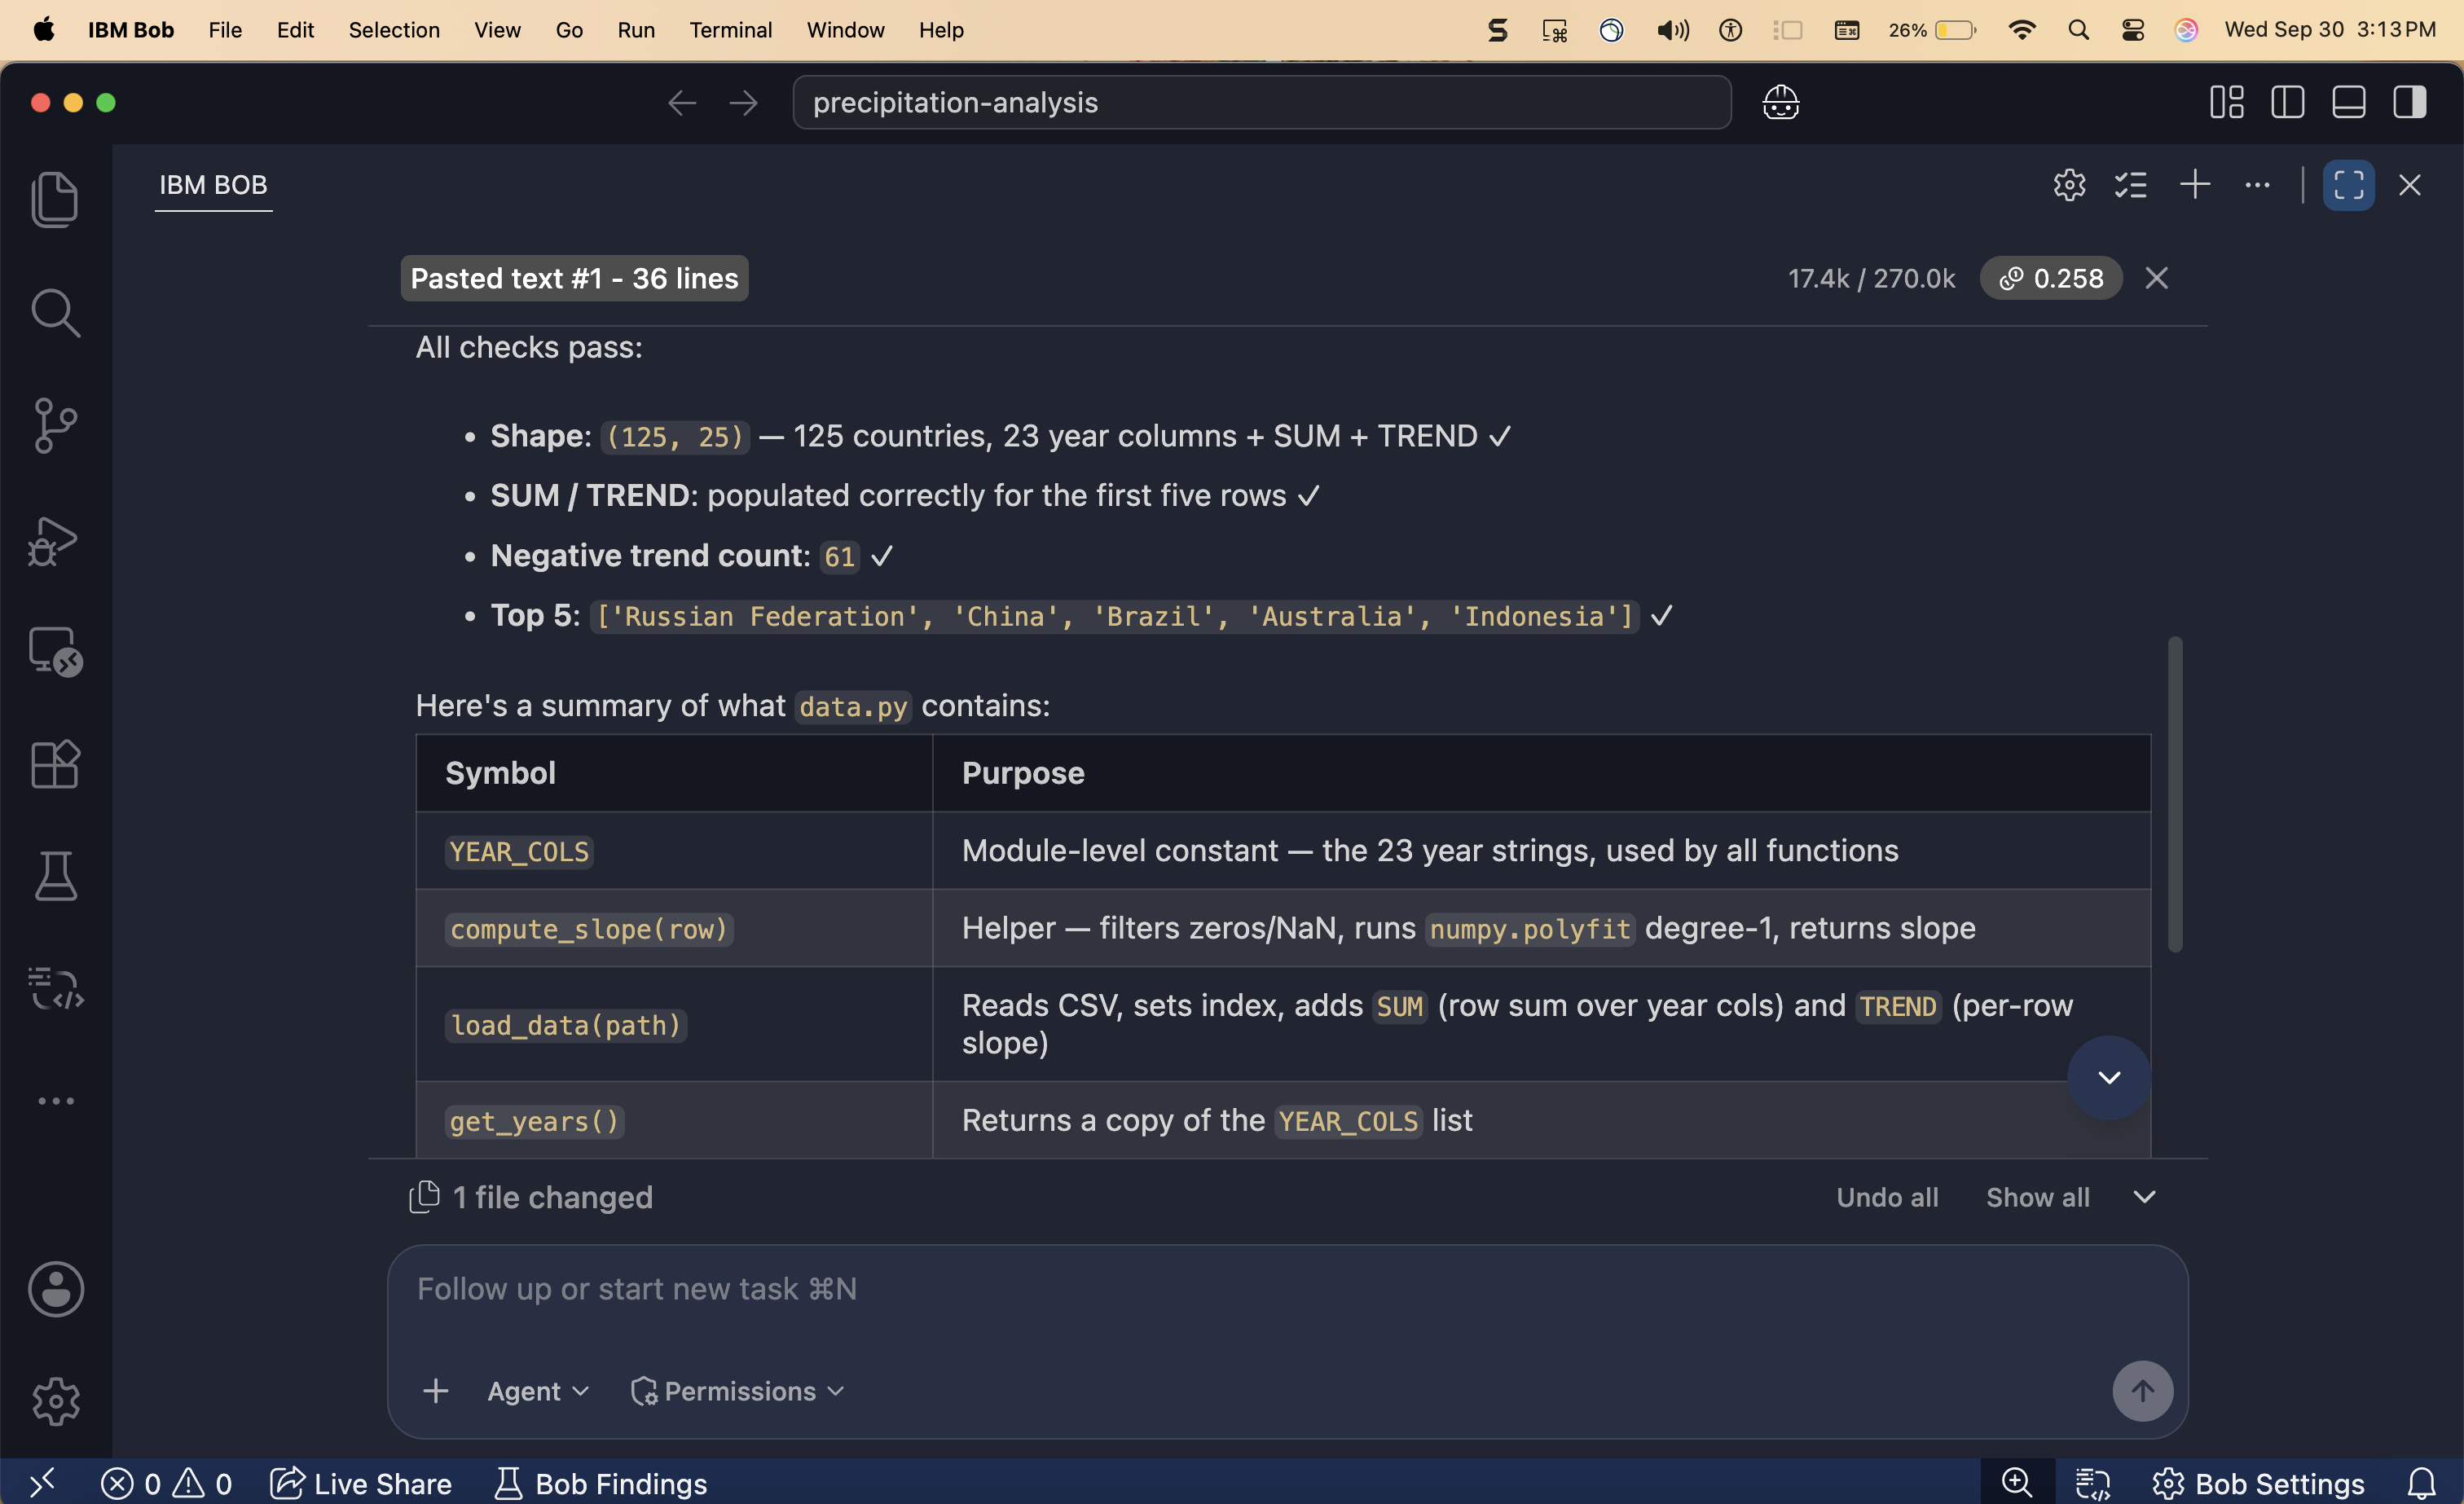 IBM Bob File Edit Selection View Go Run Terminal Window Help 26% Wed Sep 30 3:13 PM
precipitation-analysis
IBM BOB
Pasted text #1 - 36 lines 17.4k / 270.0k 0.258
All checks pass:
• Shape: (125, 25) — 125 countries, 23 year columns + SUM + TREND ✓
• SUM / TREND: populated correctly for the first five rows ✓
• Negative trend count: 61 ✓
• Top 5: ['Russian Federation', 'China', 'Brazil', 'Australia', 'Indonesia'] ✓
Here's a summary of what data.py contains:
Symbol Purpose
YEAR_COLS Module-level constant — the 23 year strings, used by all functions
compute_slope(row) Helper — filters zeros/NaN, runs numpy.polyfit degree-1, returns slope
load_data(path) Reads CSV, sets index, adds SUM (row sum over year cols) and TREND (per-row
slope)
get_years() Returns a copy of the YEAR_COLS list
1 file changed Undo all Show all
Follow up or start new task ⌘N
Agent Permissions
0 0 Live Share Bob Findings Bob Settings